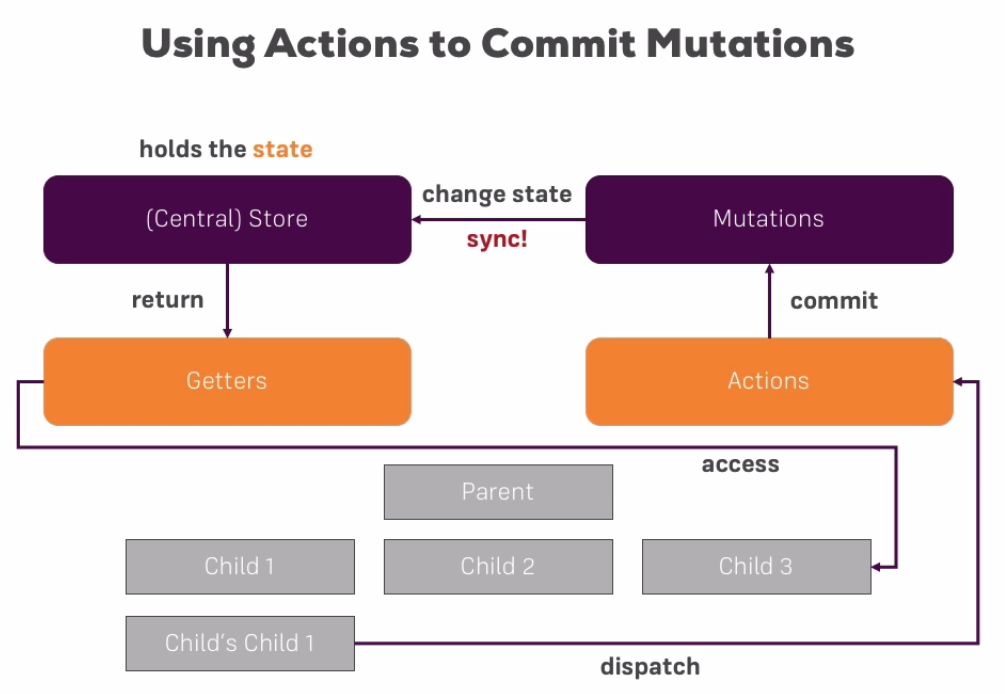 Using Actions to Commit Mutations
holds the state
(Central) Store
change state
sync!
Mutations
return
commit
Getters
Actions
access
Parent
Child 1
Child 2
Child 3
Child's Child 1
dispatch